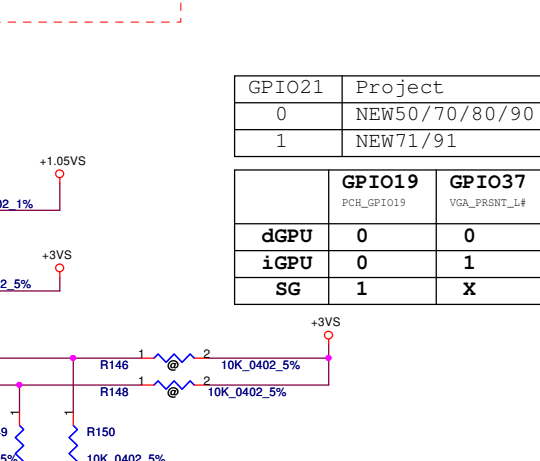 GPIO21 Project
0 NEW50/70/80/90
1 NEW71/91
+1.05VS
GPIO19 GPIO37
PCH_GPIO19 VGA_PRSNT_L#
02_1%
dGPU 0 0
+3VS
iGPU 0 1
2_5%
SG 1 X
+3VS
1 2
R146 @ 10K_0402_5%
1 2
R148 @ 10K_0402_5%
1 1
9 R150
5% 10K_0402_5%